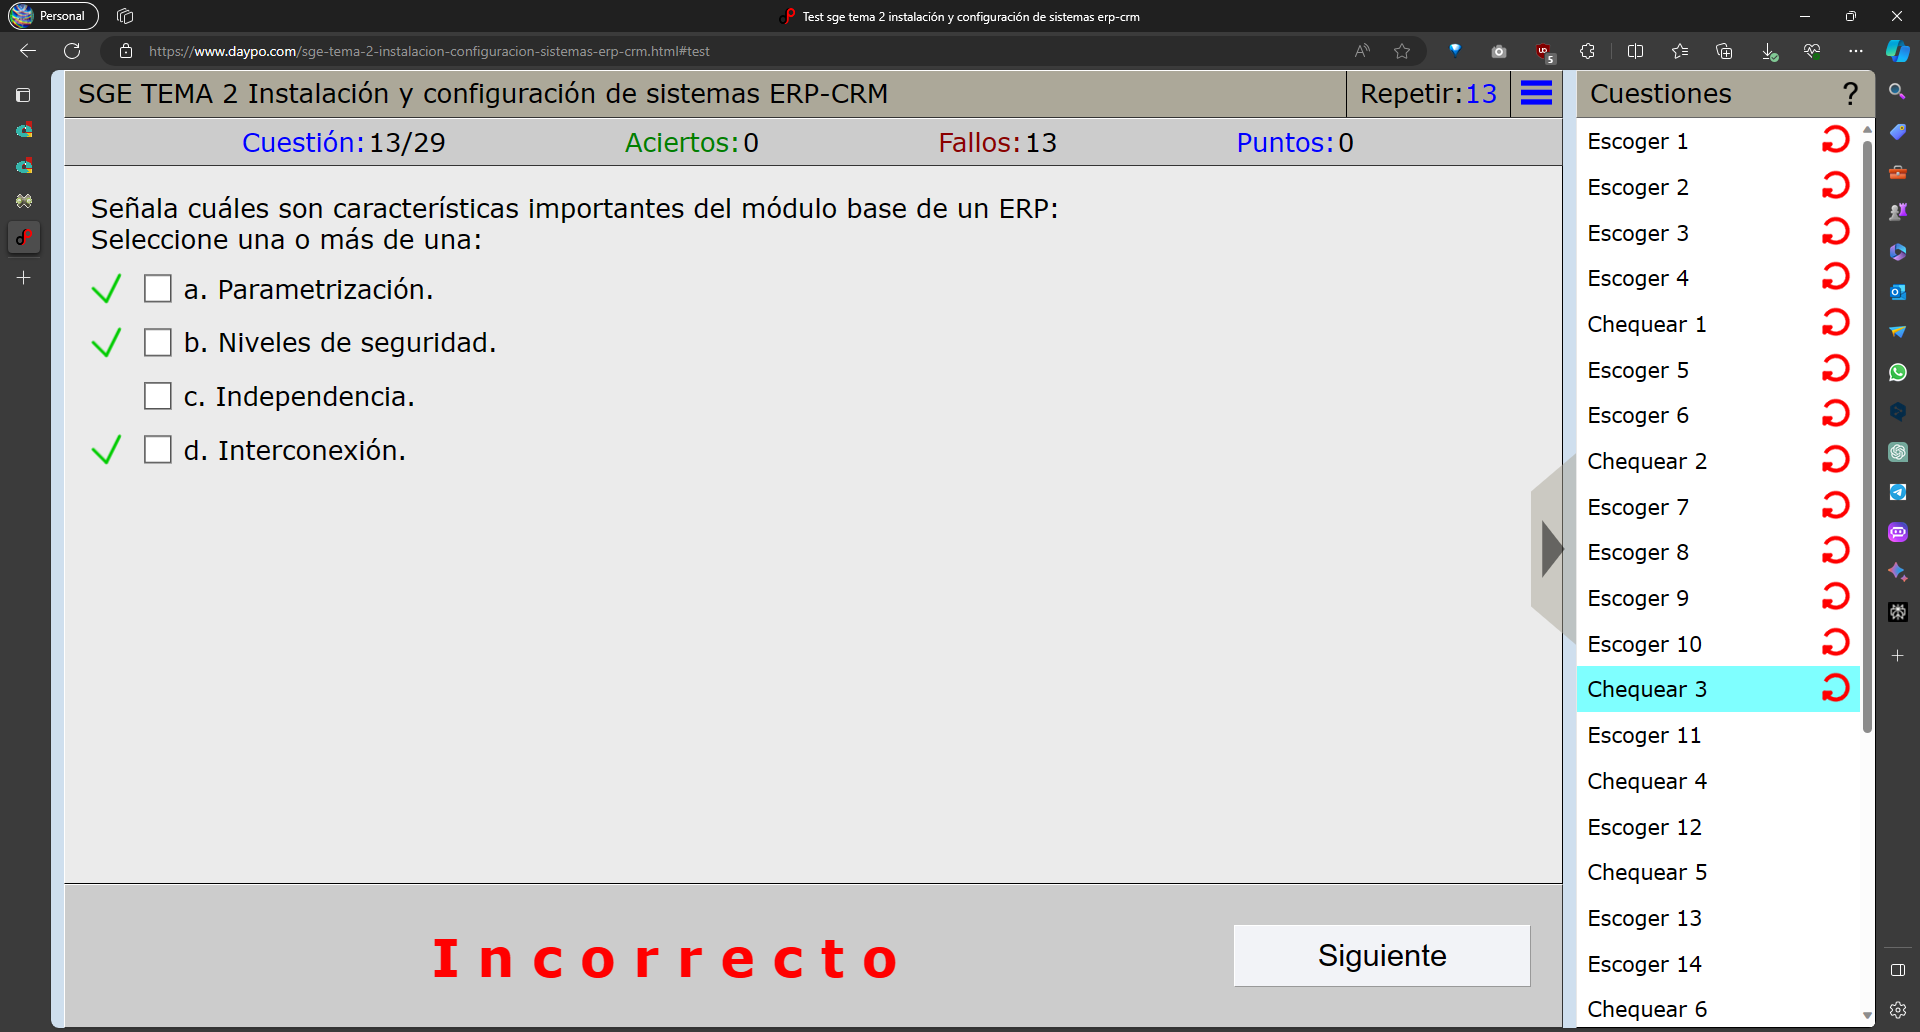 Personal
Test sge tema 2 instalación y configuración de sistemas erp-crm
https://www.daypo.com/sge-tema-2-instalacion-configuracion-sistemas-erp-crm.html#test
5
SGE TEMA 2 Instalación y configuración de sistemas ERP-CRM
Repetir:13
Cuestión:13/29
Aciertos:0
Fallos:13
Puntos:0
Señala cuáles son características importantes del módulo base de un ERP:
Seleccione una o más de una:
a. Parametrización.
b. Niveles de seguridad.
c. Independencia.
d. Interconexión.
Incorrecto
Siguiente
Cuestiones
?
Escoger 1
Escoger 2
Escoger 3
Escoger 4
Chequear 1
Escoger 5
Escoger 6
Chequear 2
Escoger 7
Escoger 8
Escoger 9
Escoger 10
Chequear 3
Escoger 11
Chequear 4
Escoger 12
Chequear 5
Escoger 13
Escoger 14
Chequear 6